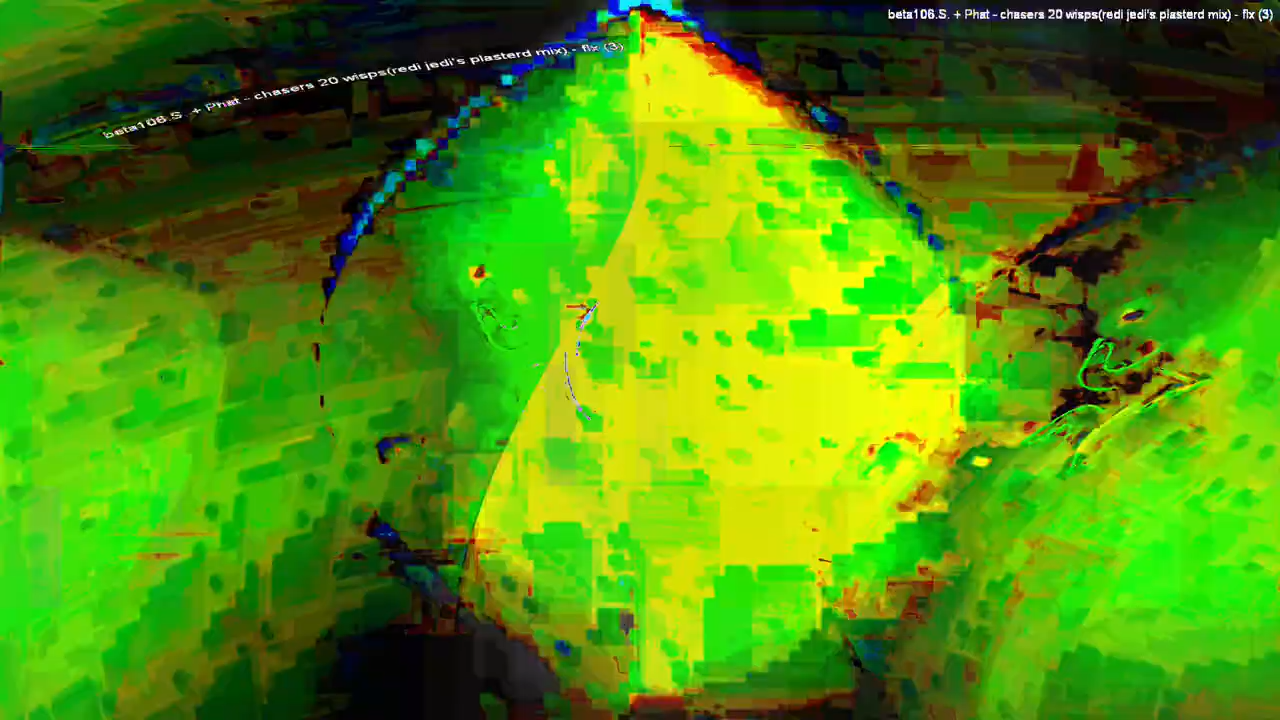 beta106.S. + Phat - chasers 20 wisps(redi jedi's plasterd mix) - fix (3)
beta106.S. + Phat - chasers 20 wisps(redi jedi's plasterd mix) - fix (3)